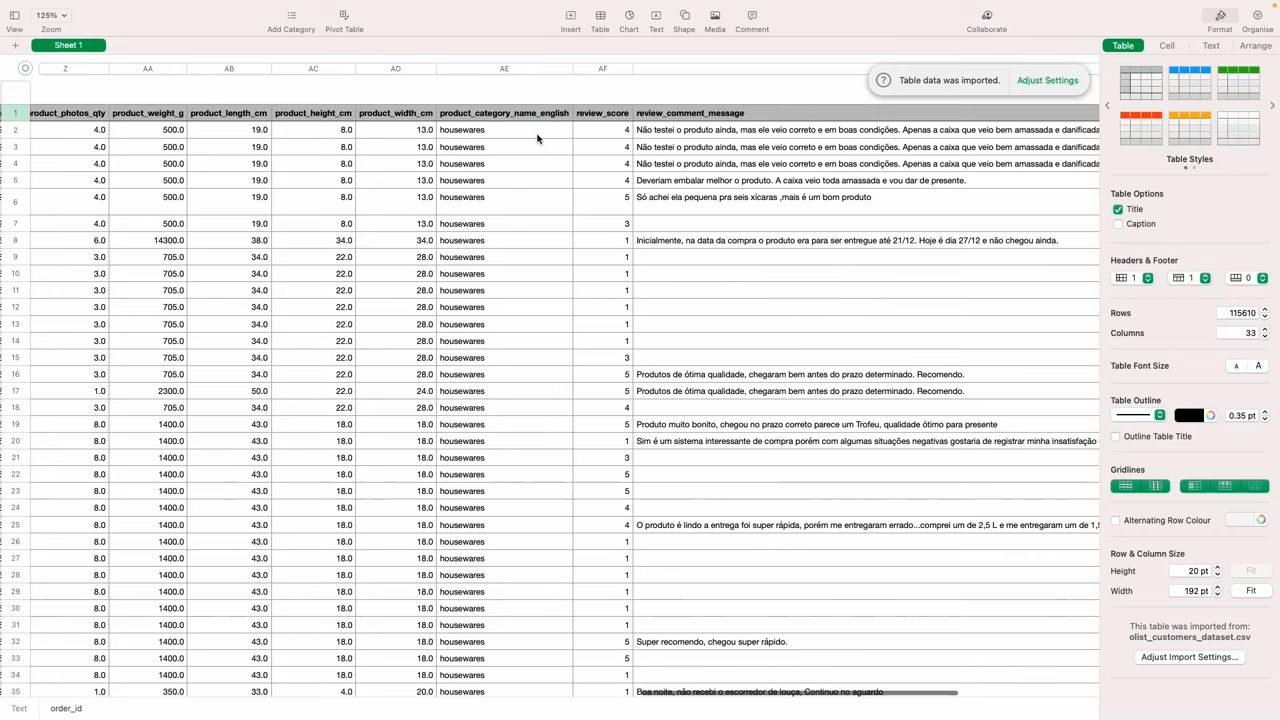 125%
View
Zoom
Add Category
Pivot Table
Insert
Table
Chart
Text
Shape
Media
Comment
Collaborate
Format
Organise
Sheet 1
Table
Cell
Text
Arrange
Z AA AB AC AD AE AF
Table data was imported.
Adjust Settings
1 product_weight_g product_length_cm product_height_cm product_width_cm product_category_name_english review_score review_comment_message
2 4.0 500.0 19.0 8.0 13.0 housewares 4 Não testei o produto ainda, mas ele veio correto e em boas condições. Apenas a caixa que veio bem amassada e danificada
3 4.0 500.0 19.0 8.0 13.0 housewares 4 Não testei o produto ainda, mas ele veio correto e em boas condições. Apenas a caixa que veio bem amassada e danificada
4 4.0 500.0 19.0 8.0 13.0 housewares 4 Não testei o produto ainda, mas ele veio correto e em boas condições. Apenas a caixa que veio bem amassada e danificada
5 4.0 500.0 19.0 8.0 13.0 housewares 4 Deveriam embalar melhor o produto. A caixa veio toda amassada e vou dar de presente.
6 4.0 500.0 19.0 8.0 13.0 housewares 5 Só achei ela pequena pra seis xícaras ,mais é um bom produto
7 4.0 500.0 19.0 8.0 13.0 housewares 3
8 6.0 14300.0 38.0 34.0 34.0 housewares 1 Inicialmente, na data da compra o produto era para ser entregue até 21/12. Hoje é dia 27/12 e não chegou ainda.
9 3.0 705.0 34.0 22.0 28.0 housewares 1
10 3.0 705.0 34.0 22.0 28.0 housewares 1
11 3.0 705.0 34.0 22.0 28.0 housewares 1
12 3.0 705.0 34.0 22.0 28.0 housewares 1
13 3.0 705.0 34.0 22.0 28.0 housewares 1
14 3.0 705.0 34.0 22.0 28.0 housewares 1
15 3.0 705.0 34.0 22.0 28.0 housewares 3
16 3.0 705.0 34.0 22.0 28.0 housewares 5 Produtos de ótima qualidade, chegaram bem antes do prazo determinado. Recomendo.
17 1.0 2300.0 50.0 2.0 24.0 housewares 5 Produtos de ótima qualidade, chegaram bem antes do prazo determinado. Recomendo.
18 3.0 705.0 34.0 22.0 28.0 housewares 4
19 8.0 1400.0 43.0 18.0 18.0 housewares 5 Produto muito bonito, chegou no prazo correto parece um Trofeu, qualidade ótimo para presente
20 8.0 1400.0 43.0 18.0 18.0 housewares 1 Sim é um sistema interessante de compra porém com algumas situações negativas gostaria de registrar minha insatisfação
21 8.0 1400.0 43.0 18.0 18.0 housewares 3
22 8.0 1400.0 43.0 18.0 18.0 housewares 5
23 8.0 1400.0 43.0 18.0 18.0 housewares 5
24 8.0 1400.0 43.0 18.0 18.0 housewares 4
25 8.0 1400.0 43.0 18.0 18.0 housewares 4 O produto é lindo a entrega foi super rápida, porém me entregaram errado...comprei um de 2,5 L e me entregaram um de
26 8.0 1400.0 43.0 18.0 18.0 housewares 1
27 8.0 1400.0 43.0 18.0 18.0 housewares 1
28 8.0 1400.0 43.0 18.0 18.0 housewares 1
29 8.0 1400.0 43.0 18.0 18.0 housewares 1
30 8.0 1400.0 43.0 18.0 18.0 housewares 1
31 8.0 1400.0 43.0 18.0 18.0 housewares 1
32 8.0 1400.0 43.0 18.0 18.0 housewares 5 Super recomendo, chegou super rápido.
33 8.0 1400.0 43.0 18.0 18.0 housewares 5
34 8.0 1400.0 43.0 18.0 18.0 housewares 1
35 1.0 350.0 33.0 4.0 20.0 housewares 1 Boa noite, não recebi o escorredor de louça, Continuo no aguardo
Text order_id
Table Styles
Table Options
Title
Caption
Headers & Footer
1 1 0
Rows 115610
Columns 33
Table Font Size A A
Table Outline
0.35 pt
Outline Table Title
Gridlines
Alternating Row Colour
Row & Column Size
Height 20 pt Fit
Width 192 pt Fit
This table was imported from:
olist_customers_dataset.csv
Adjust Import Settings...